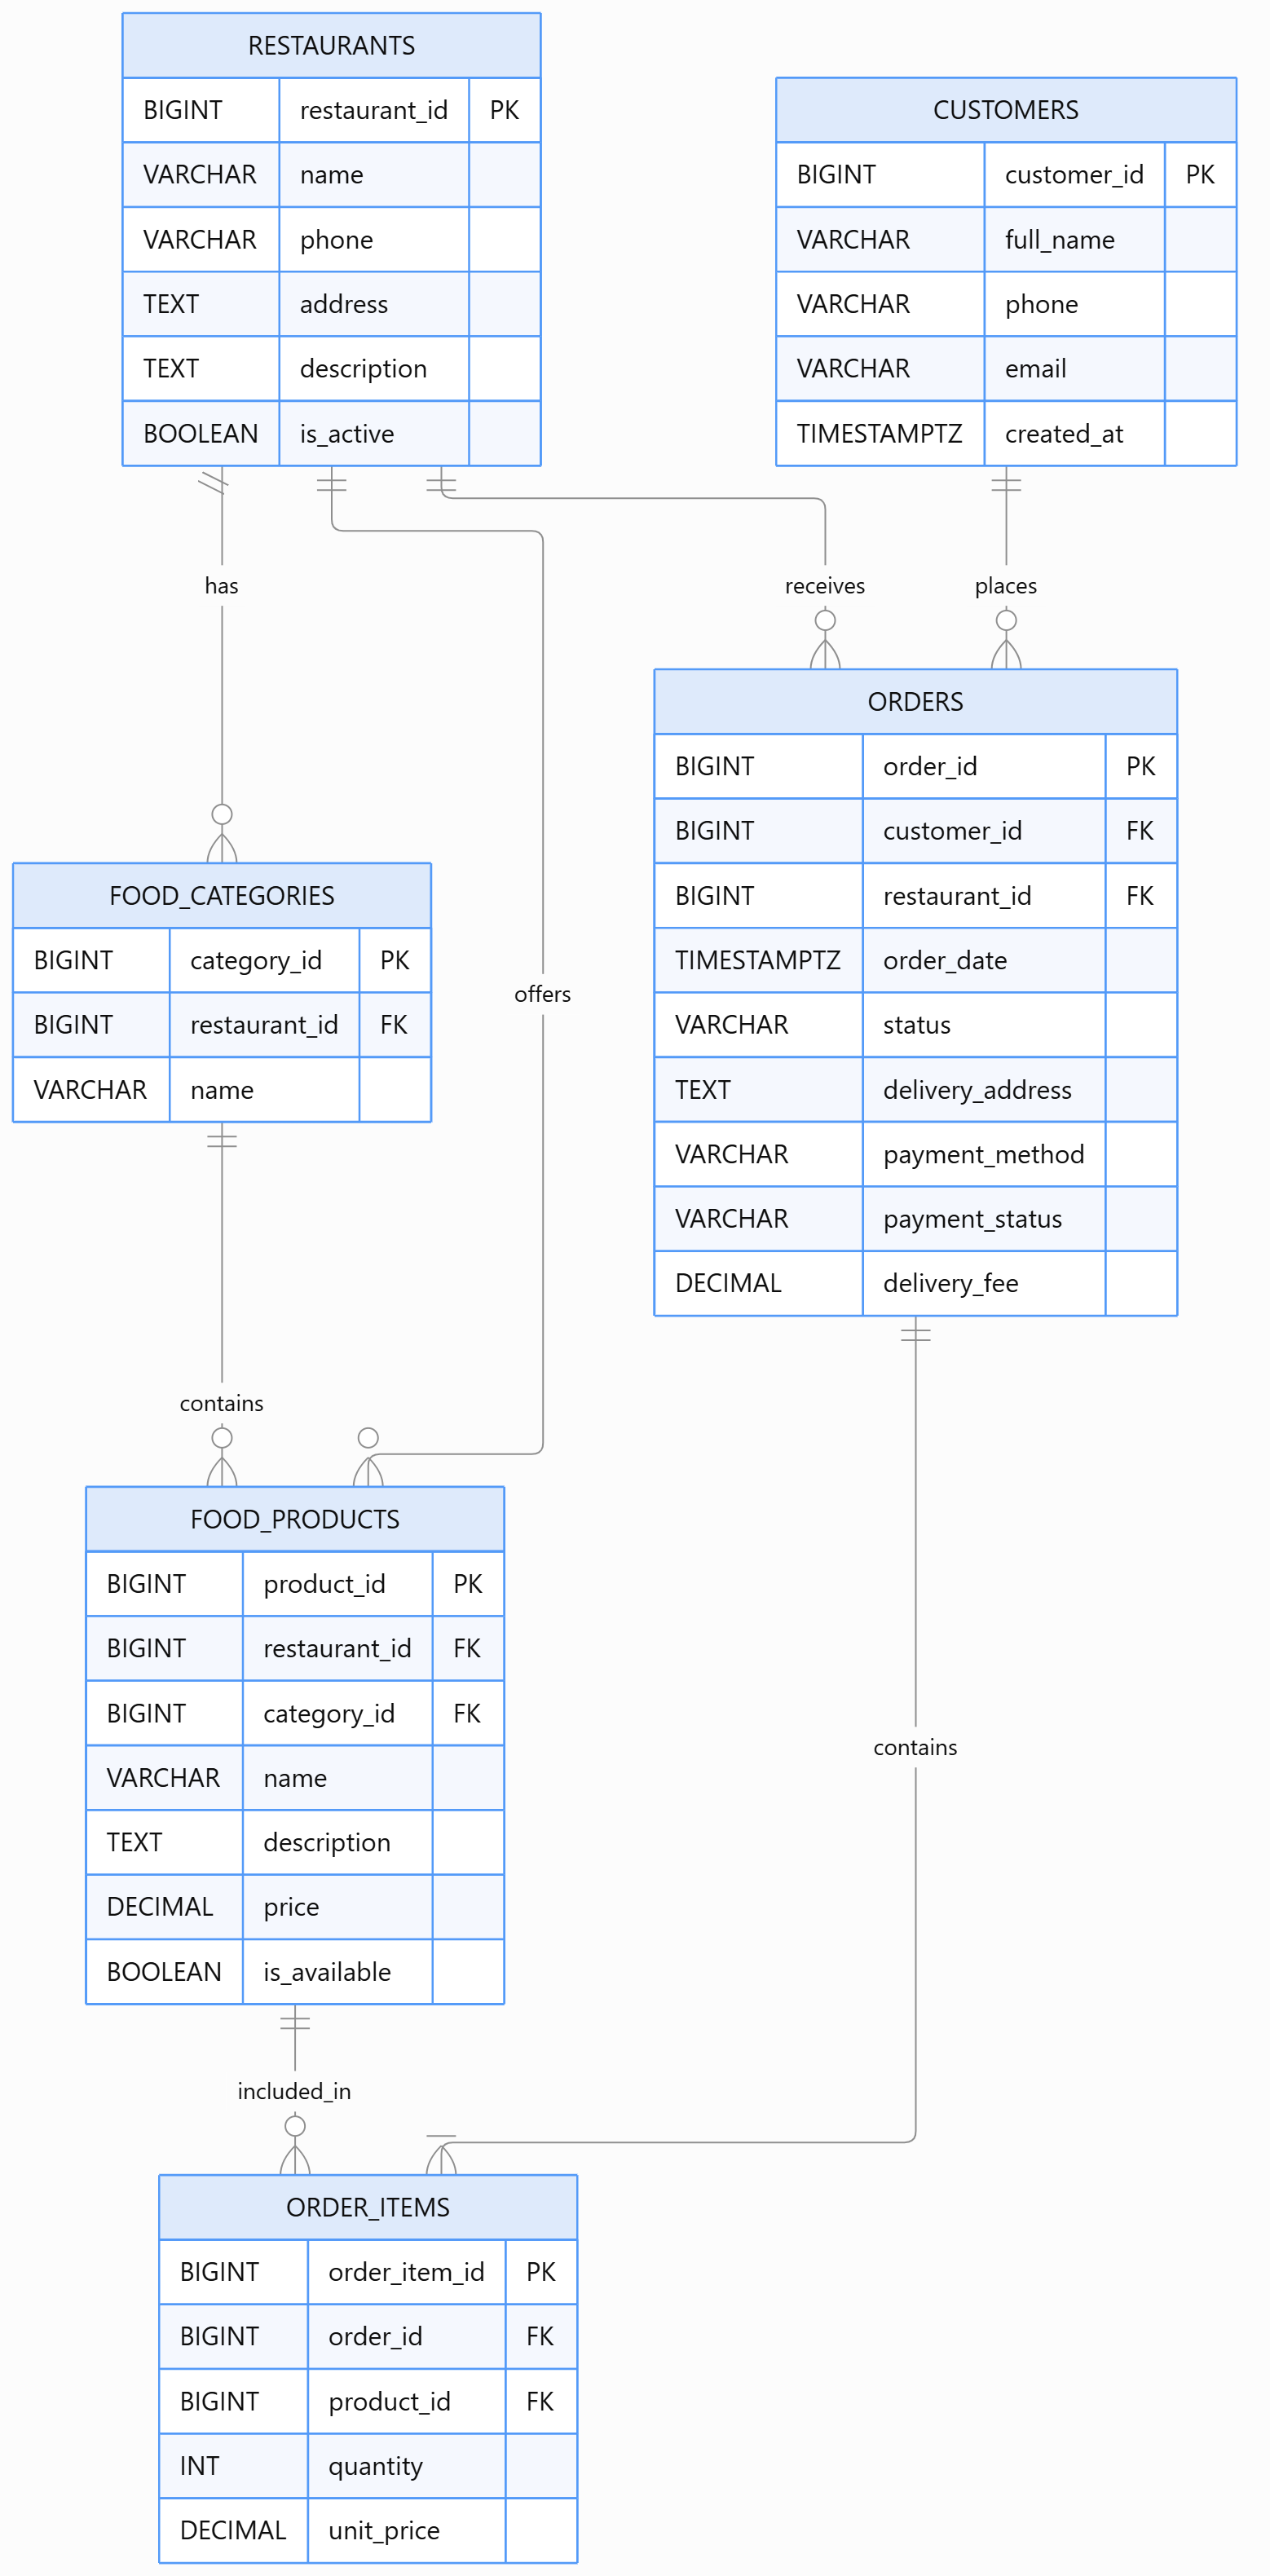 RESTAURANTS
BIGINT restaurant_id PK
VARCHAR name
VARCHAR phone
TEXT address
TEXT description
BOOLEAN is_active
CUSTOMERS
BIGINT customer_id PK
VARCHAR full_name
VARCHAR phone
VARCHAR email
TIMESTAMPTZ created_at
has
receives
places
ORDERS
BIGINT order_id PK
BIGINT customer_id FK
BIGINT restaurant_id FK
TIMESTAMPTZ order_date
VARCHAR status
TEXT delivery_address
VARCHAR payment_method
VARCHAR payment_status
DECIMAL delivery_fee
FOOD_CATEGORIES
BIGINT category_id PK
BIGINT restaurant_id FK
VARCHAR name
offers
contains
FOOD_PRODUCTS
BIGINT product_id PK
BIGINT restaurant_id FK
BIGINT category_id FK
VARCHAR name
TEXT description
DECIMAL price
BOOLEAN is_available
contains
included_in
ORDER_ITEMS
BIGINT order_item_id PK
BIGINT order_id FK
BIGINT product_id FK
INT quantity
DECIMAL unit_price